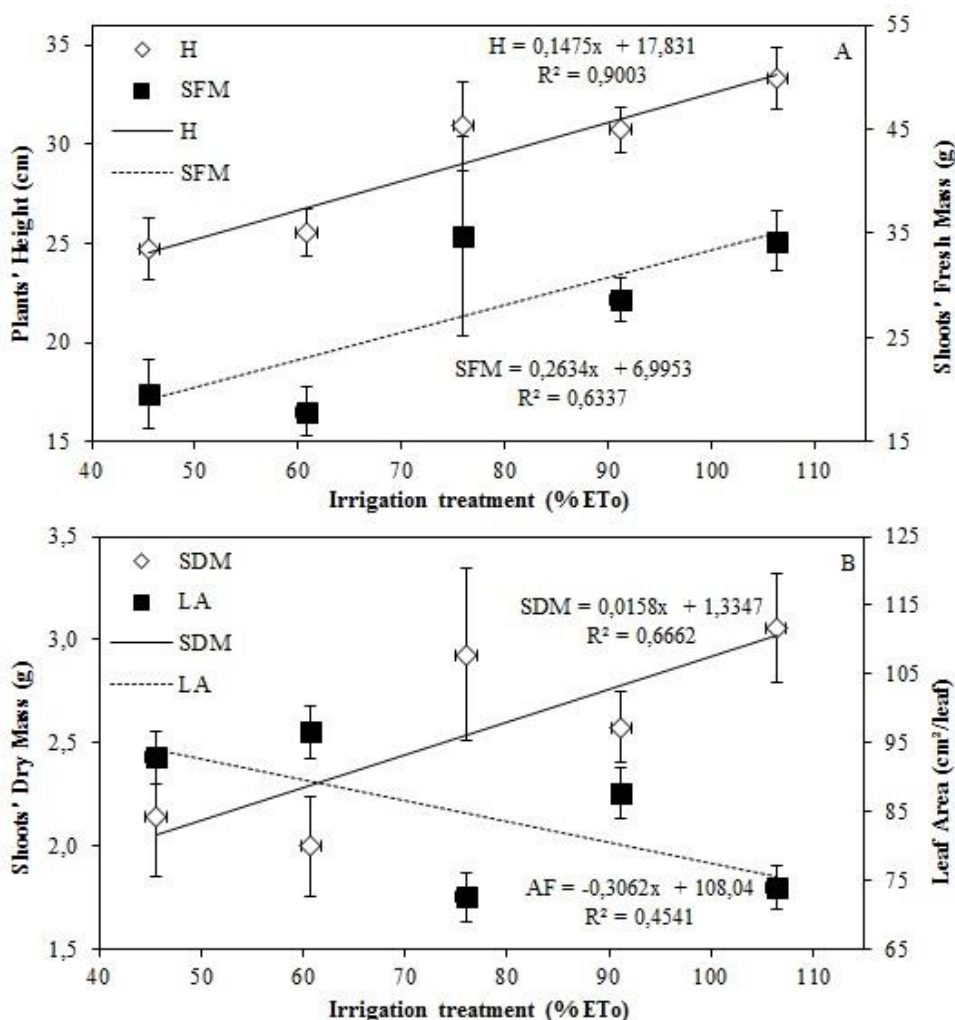 A
H
SFM
H
SFM
H = 0,1475x + 17,831
R² = 0,9003
SFM = 0,2634x + 6,9953
R² = 0,6337
Plants' Height (cm)
35
30
25
20
15
Shoots' Fresh Mass (g)
55
45
35
25
15
40 50 60 70 80 90 100 110
Irrigation treatment (%ETo)
B
SDM
LA
SDM
LA
SDM = 0,0158x + 1,3347
R² = 0,6662
AF = -0,3062x + 108,04
R² = 0,4541
Shoots' Dry Mass (g)
3,5
3,0
2,5
2,0
1,5
Leaf Area (cm²/leaf)
125
115
105
95
85
75
65
40 50 60 70 80 90 100 110
Irrigation treatment (%ETo)